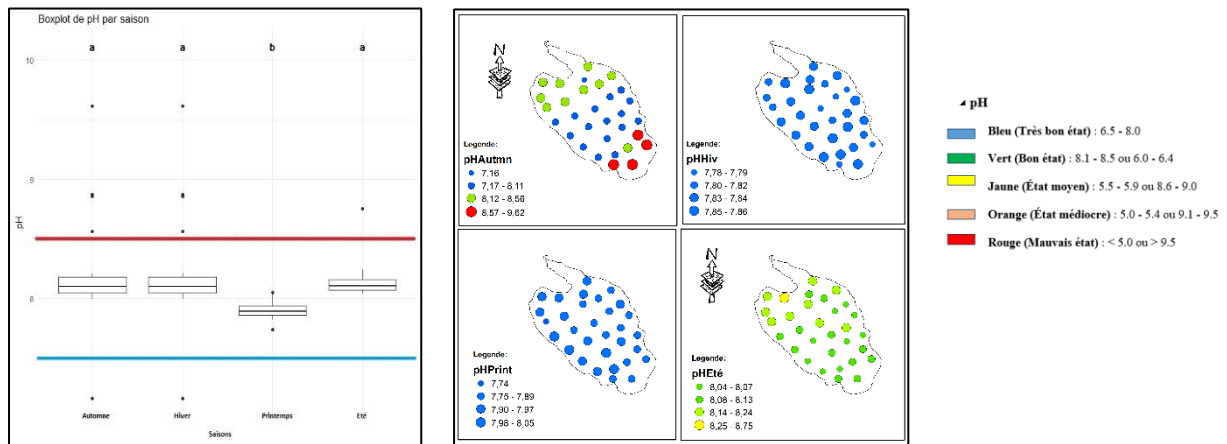 Boxplot de pH par saison
10
9
8
pH
a
a
b
a
Automne
Hiver
Printemps
Eté
Saisons
N
Legende:
pHAutmn
7,16
7,17 - 8,11
8,12 - 8,56
8,57 - 9,62
Legende:
pHHiv
7,78 - 7,79
7,80 - 7,82
7,83 - 7,84
7,85 - 7,86
Legende:
pHPrint
7,74
7,75 - 7,89
7,90 - 7,97
7,98 - 8,05
N
Legende:
pHEté
8,04 - 8,07
8,08 - 8,13
8,14 - 8,24
8,25 - 8,75
pH
Bleu (Très bon état) : 6.5 - 8.0
Vert (Bon état) : 8.1 - 8.5 ou 6.0 - 6.4
Jaune (État moyen) : 5.5 - 5.9 ou 8.6 - 9.0
Orange (État médiocre) : 5.0 - 5.4 ou 9.1 - 9.5
Rouge (Mauvais état) : < 5.0 ou > 9.5